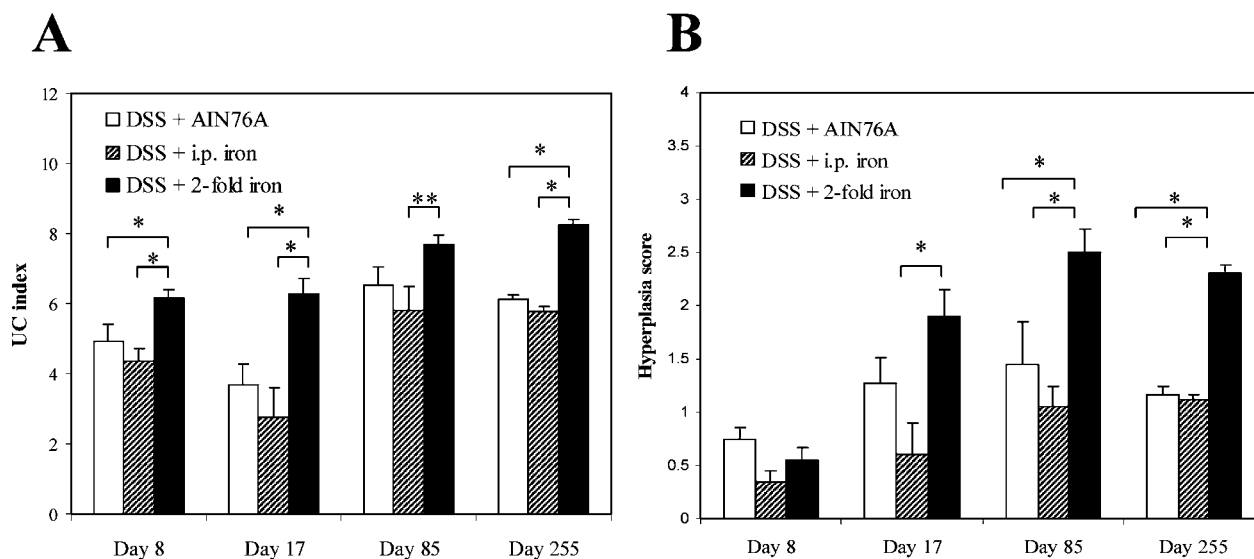 A
UC index
12
10
8
6
4
2
0
DSS + AIN76A
DSS + i.p. iron
DSS + 2-fold iron
*
*
*
*
**
*
*
Day 8
Day 17
Day 85
Day 255
B
Hyperplasia score
4
3.5
3
2.5
2
1.5
1
0.5
0
DSS + AIN76A
DSS + i.p. iron
DSS + 2-fold iron
*
*
*
*
*
Day 8
Day 17
Day 85
Day 255